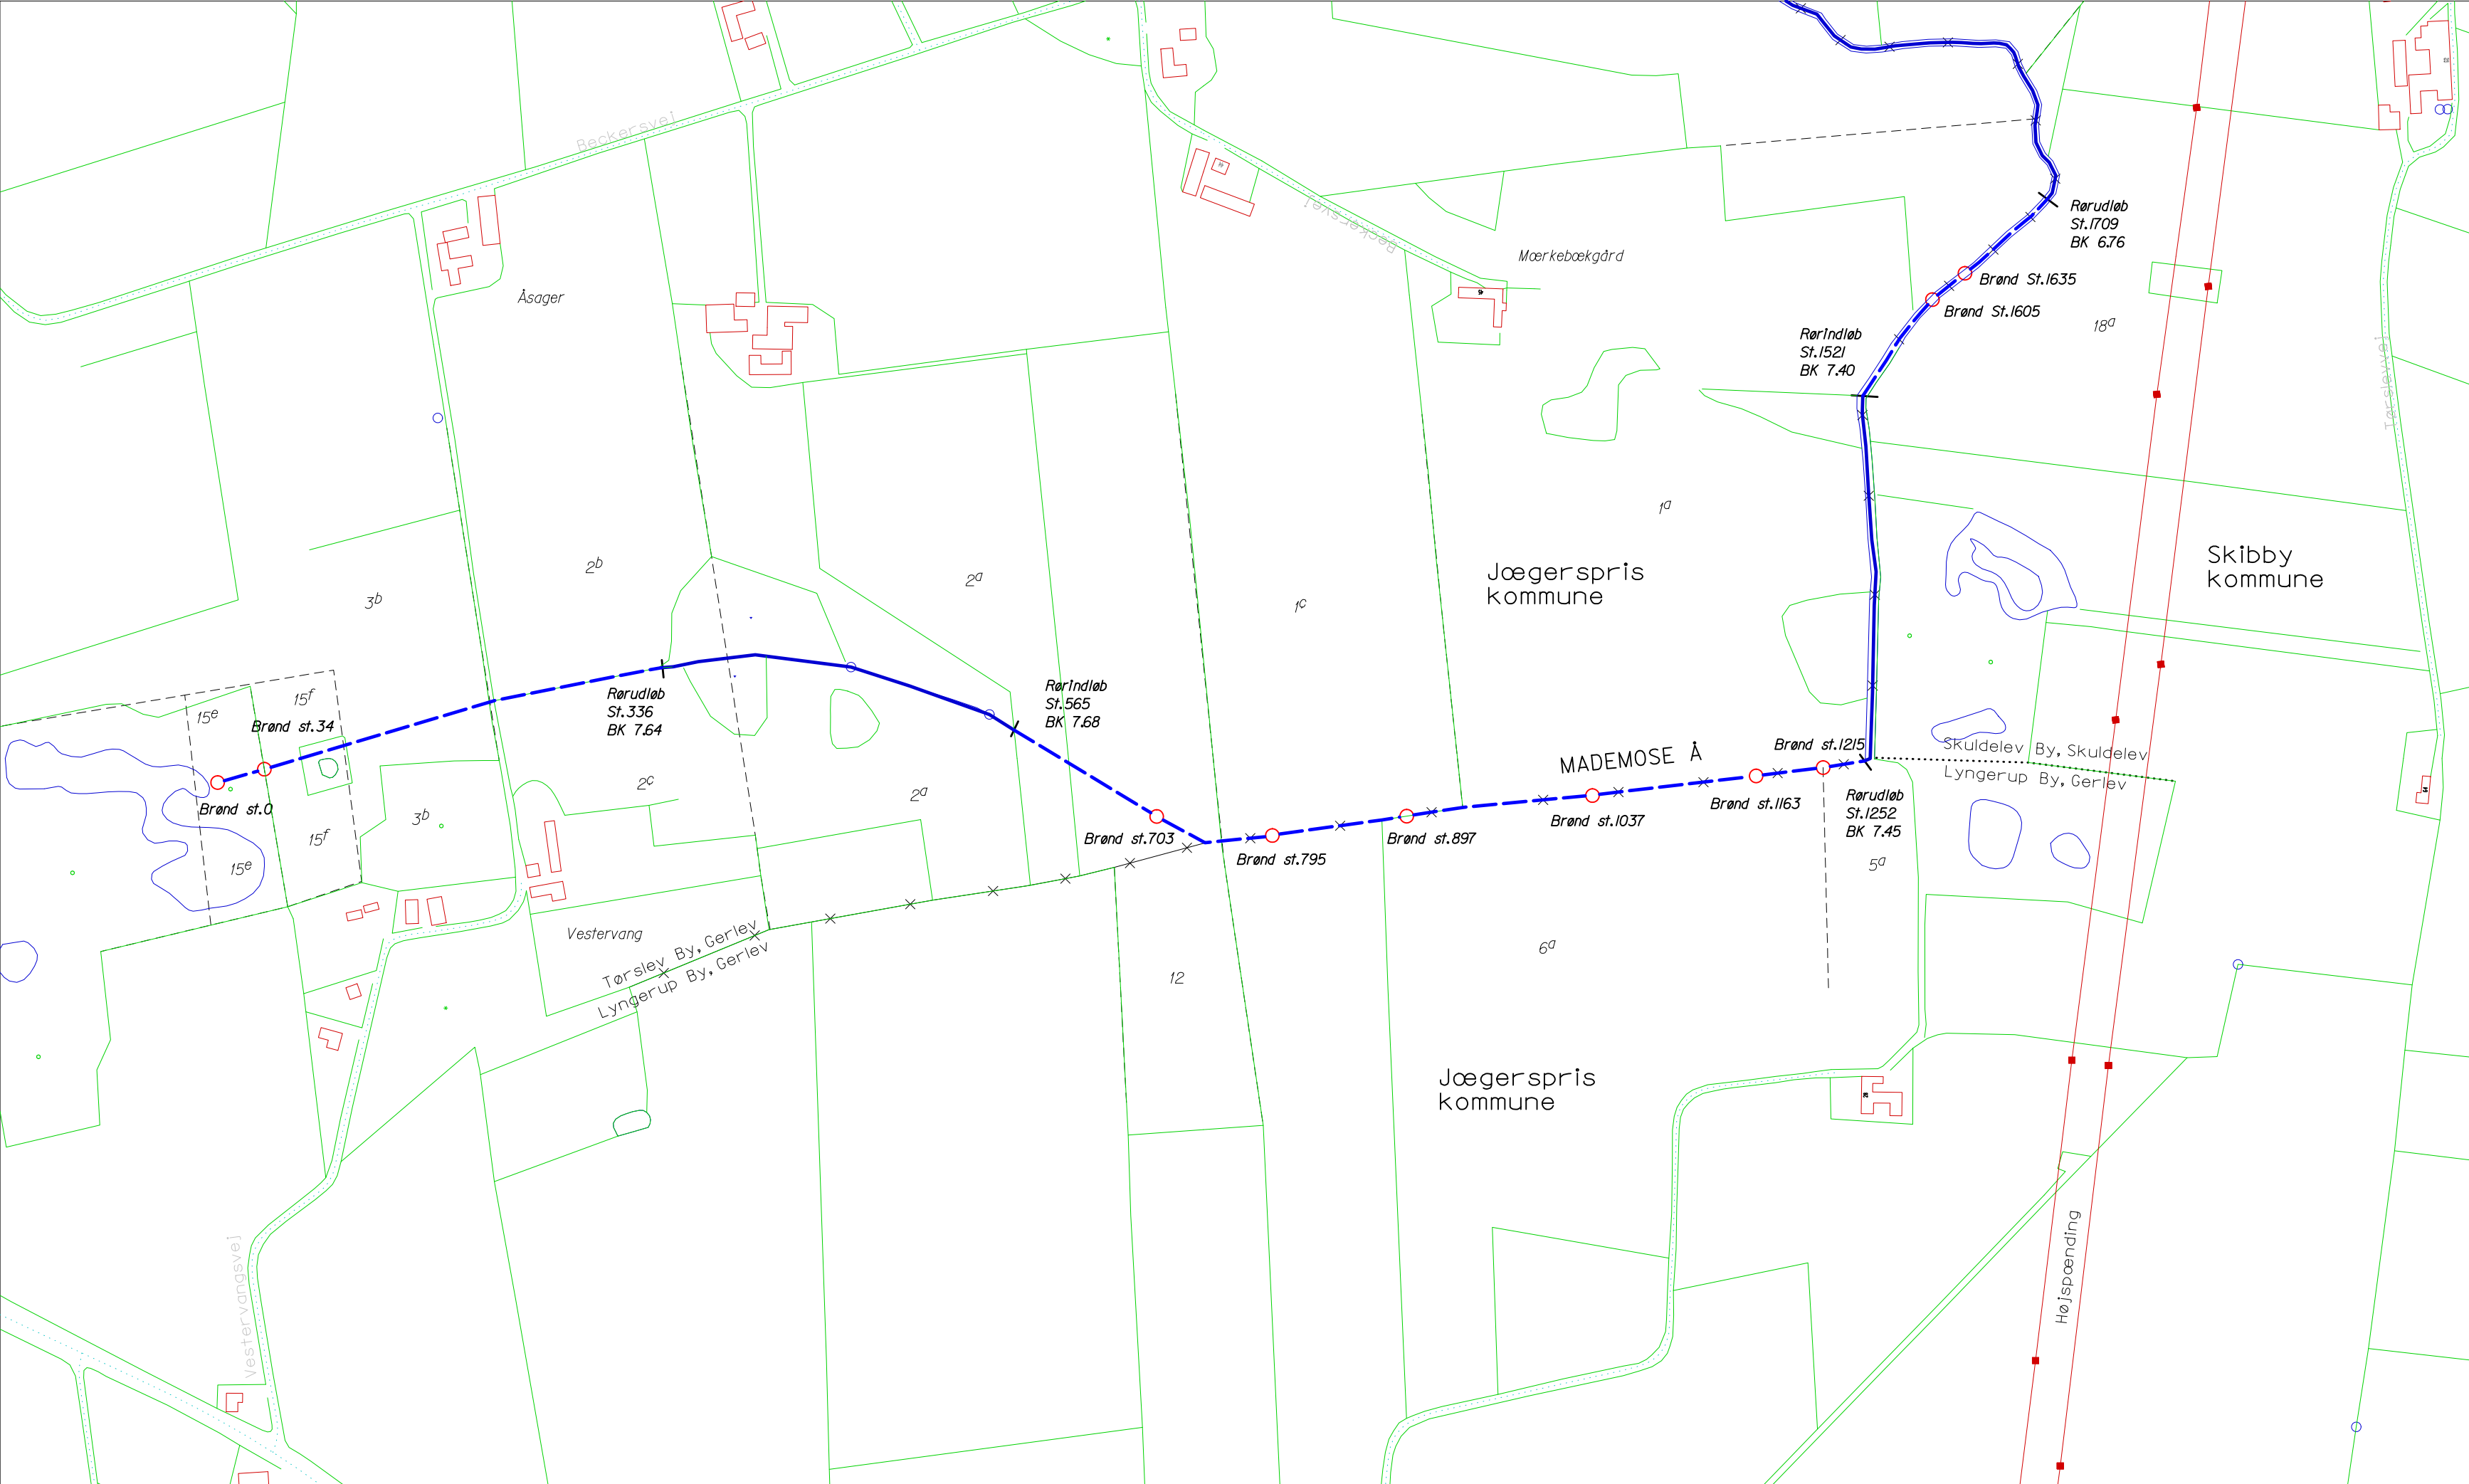 Beckersvej
Beckersvej
Rørudløb
St.1709
BK 6.76
Mærkebækgård
Brønd St.1635
Åsager
Brønd St.1605
18a
Rørindløb
St.1521
BK 7.40
Tørslevvej
1a
Jægerspris
kommune
Skibby
kommune
2b
2a
3b
1c
15e
15f
Brønd st.34
Rørudløb
St.336
BK 7.64
Rørindløb
St.565
BK 7.68
MADEMOSE Å
Brønd st.1215
Skuldelev By, Skuldelev
Lyngerup By, Gerlev
Brønd st.0
2c
2a
3b
15f
15e
Brønd st.703
Brønd st.795
Brønd st.897
Brønd st.1037
Brønd st.1163
Rørudløb
St.1252
BK 7.45
5a
Vestervang
Tørslev By, Gerlev
Lyngerup By, Gerlev
12
6a
Jægerspris
kommune
Højspænding
Vestervangsvej